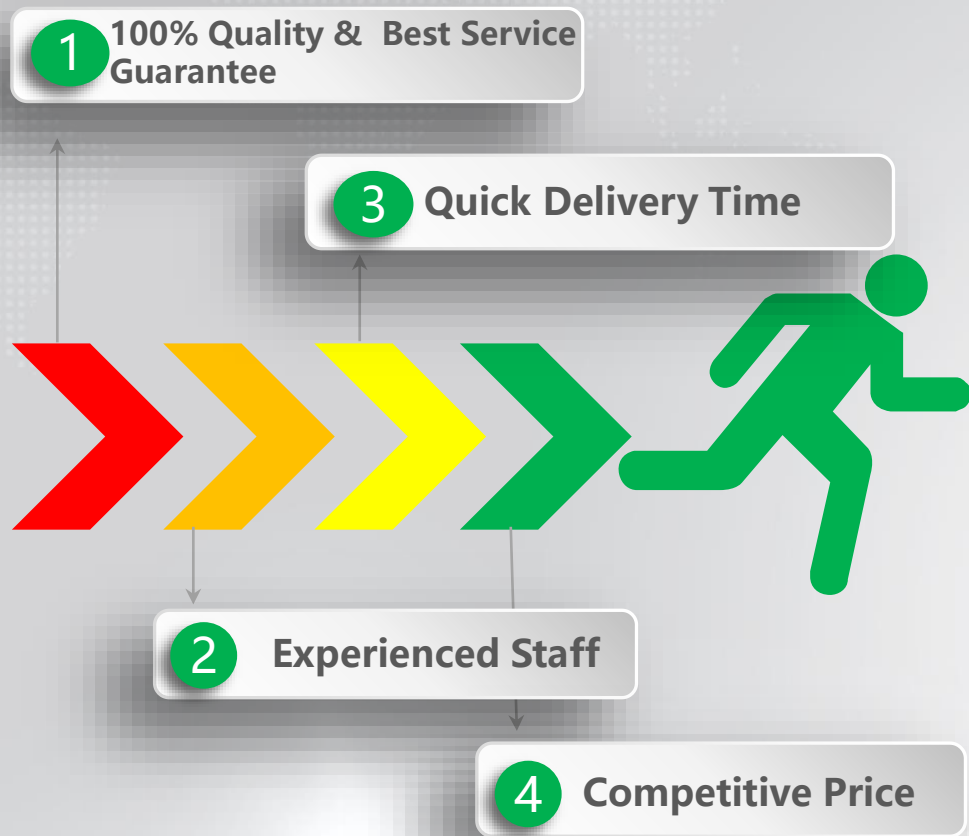 1 100% Quality & Best Service
Guarantee
3 Quick Delivery Time
2 Experienced Staff
4 Competitive Price